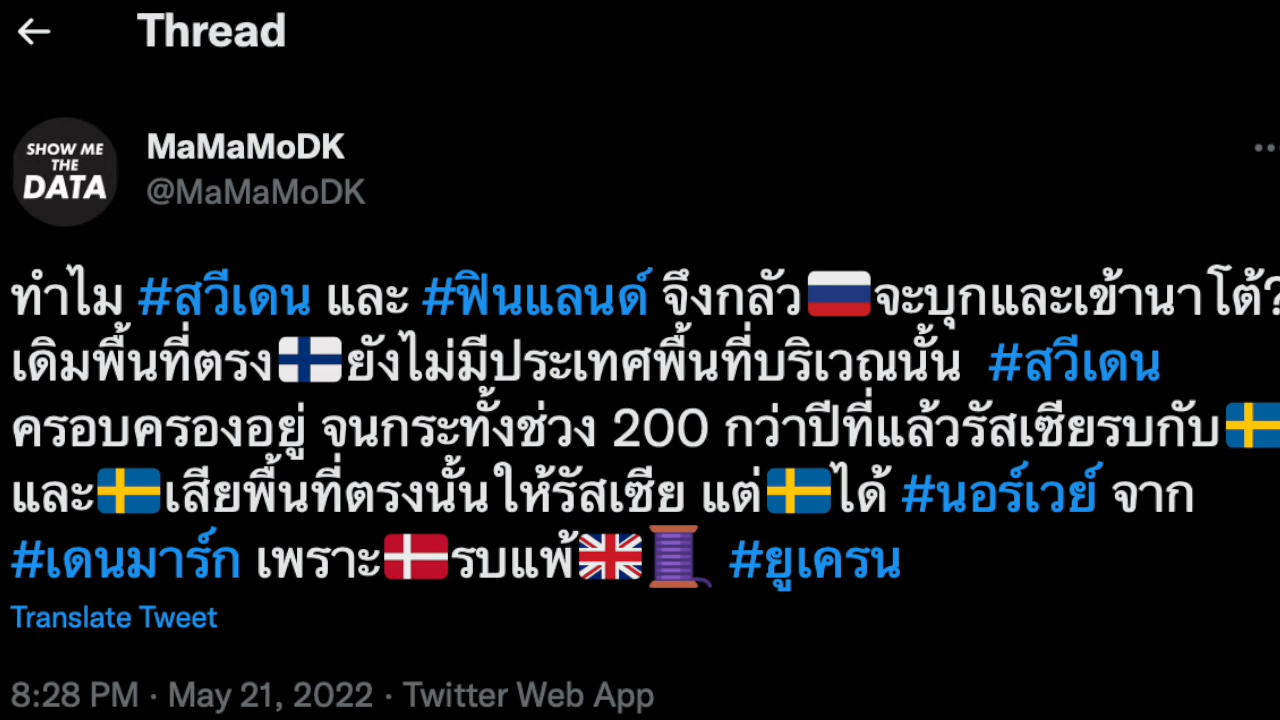 Thread
SHOW ME
THE
DATA
MaMaMoDK
@MaMaMoDK
ทำไม #สวีเดน และ #ฟินแลนด์ จึงกลัว🇷🇺จะบุกและเข้านาโต้?
เดิมพื้นที่ตรง🇫🇮ยังไม่มีประเทศพื้นที่บริเวณนั้น #สวีเดน
ครอบครองอยู่ จนกระทั้งช่วง 200 กว่าปีที่แล้วรัสเซียรบกับ🇸🇪
และ🇸🇪เสียพื้นที่ตรงนั้นให้รัสเซีย แต่🇸🇪ได้ #นอร์เวย์ จาก
#เดนมาร์ก เพราะ🇩🇰รบแพ้🇬🇧🧵 #ยูเครน
Translate Tweet
8:28 PM · May 21, 2022 · Twitter Web App